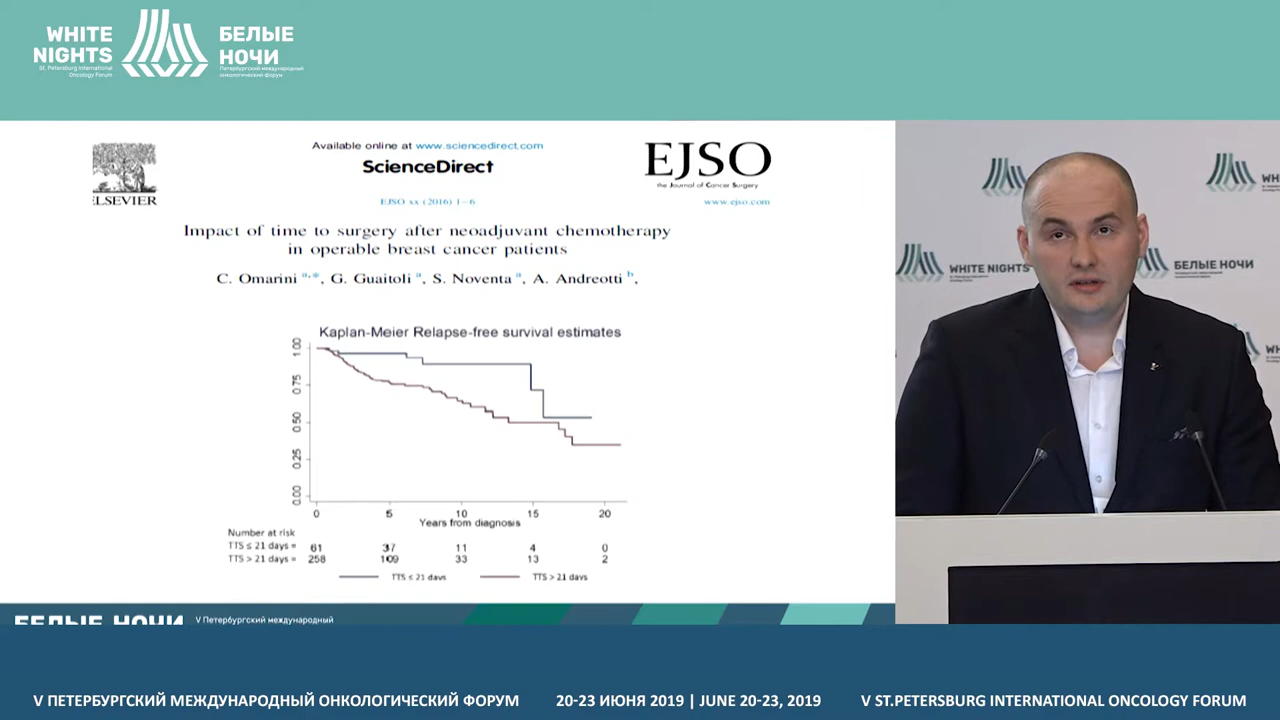 WHITE
NIGHTS
St. Petersburg International
Oncology Forum
БЕЛЫЕ
НОЧИ
Петербургский международный
онкологический форум
ELSEVIER
Available online at www.sciencedirect.com
ScienceDirect
EJSO xx (2016) 1–6
EJSO
the Journal of Cancer Surgery
www.ejso.com
Impact of time to surgery after neoadjuvant chemotherapy
in operable breast cancer patients
C. Omarini a,*, G. Guaitoli a, S. Noventa a, A. Andreotti b,
Kaplan-Meier Relapse-free survival estimates
1.00
0.75
0.50
0.25
0.00
0 5 10 15 20
Years from diagnosis
Number at risk
TTS ≤ 21 days = 61 37 11 4 0
TTS > 21 days = 258 109 33 13 2
TTS ≤ 21 days TTS > 21 days
WHITE NIGHTS
БЕЛЫЕ НОЧИ
БЕЛЫЕ НОЧИ
V Петербургский международный
V ПЕТЕРБУРГСКИЙ МЕЖДУНАРОДНЫЙ ОНКОЛОГИЧЕСКИЙ ФОРУМ 20-23 ИЮНЯ 2019 | JUNE 20-23, 2019 V ST.PETERSBURG INTERNATIONAL ONCOLOGY FORUM